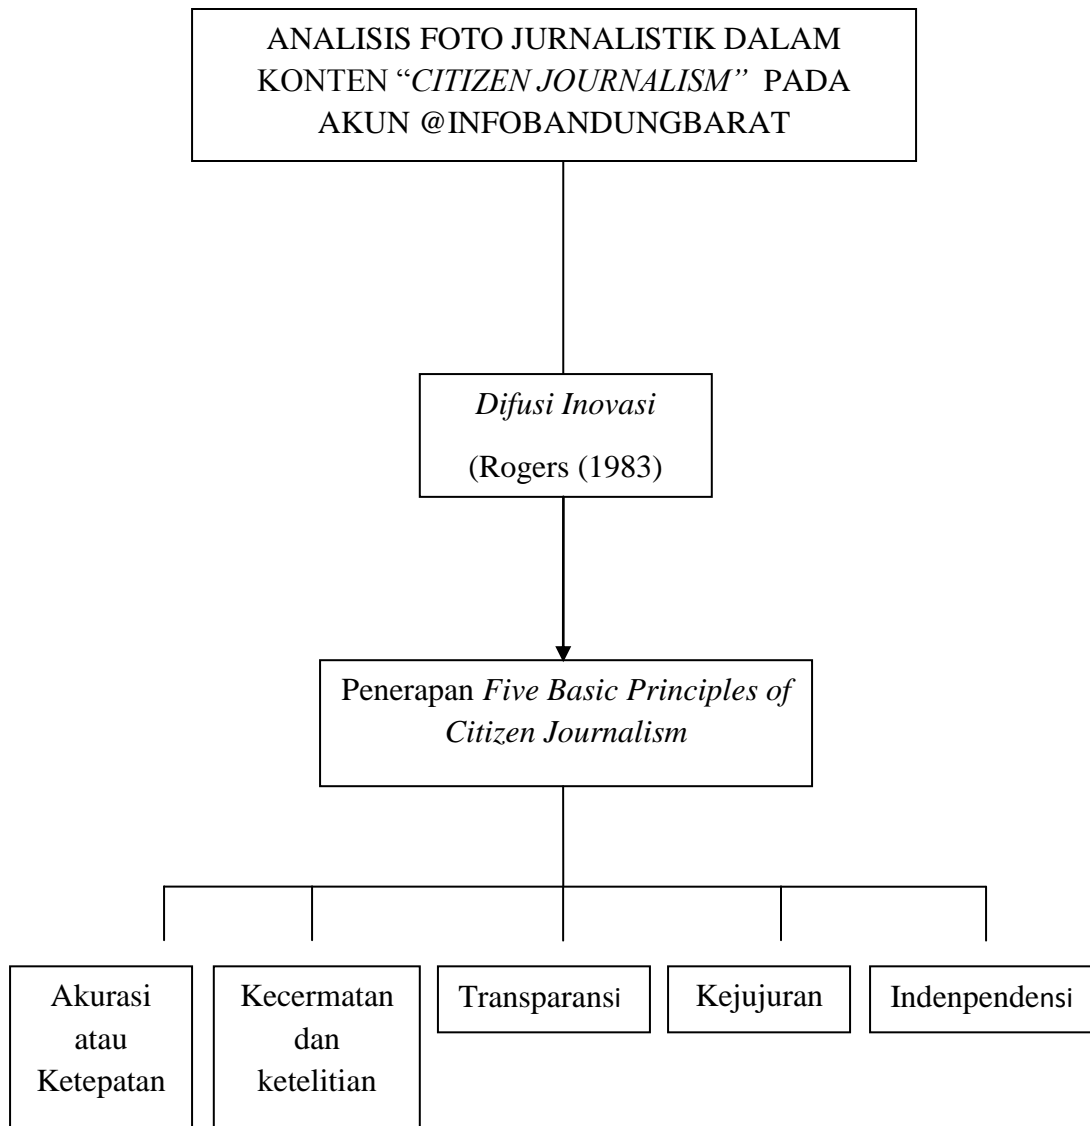 ANALISIS FOTO JURNALISTIK DALAM
KONTEN “CITIZEN JOURNALISM” PADA
AKUN @INFOBANDUNGBARAT
Difusi Inovasi
(Rogers (1983)
Penerapan Five Basic Principles of
Citizen Journalism
Akurasi
atau
Ketepatan
Kecermatan
dan
ketelitian
Transparansi
Kejujuran
Indenpendensi